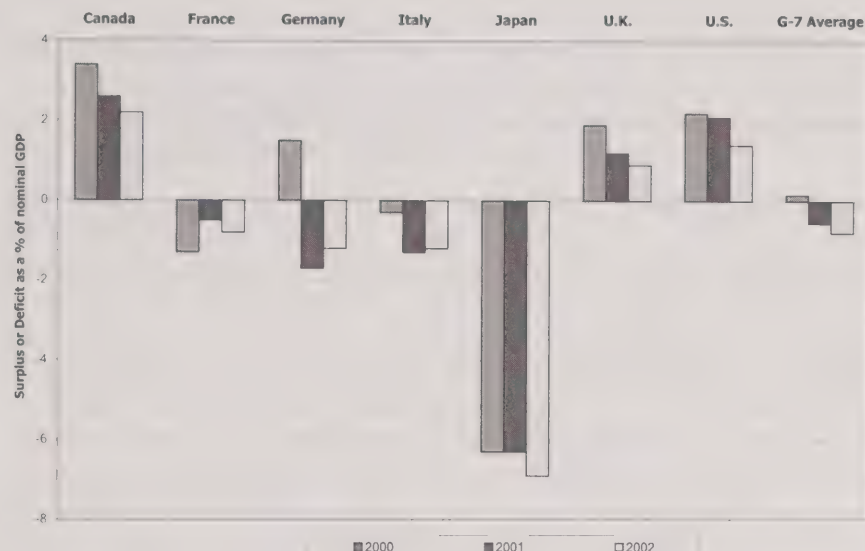 Canada France Germany Italy Japan U.K. U.S. G-7 Average
Surplus or Deficit as a % of nominal GDP
4
2
0
-2
-4
-6
-8
2000 2001 2002